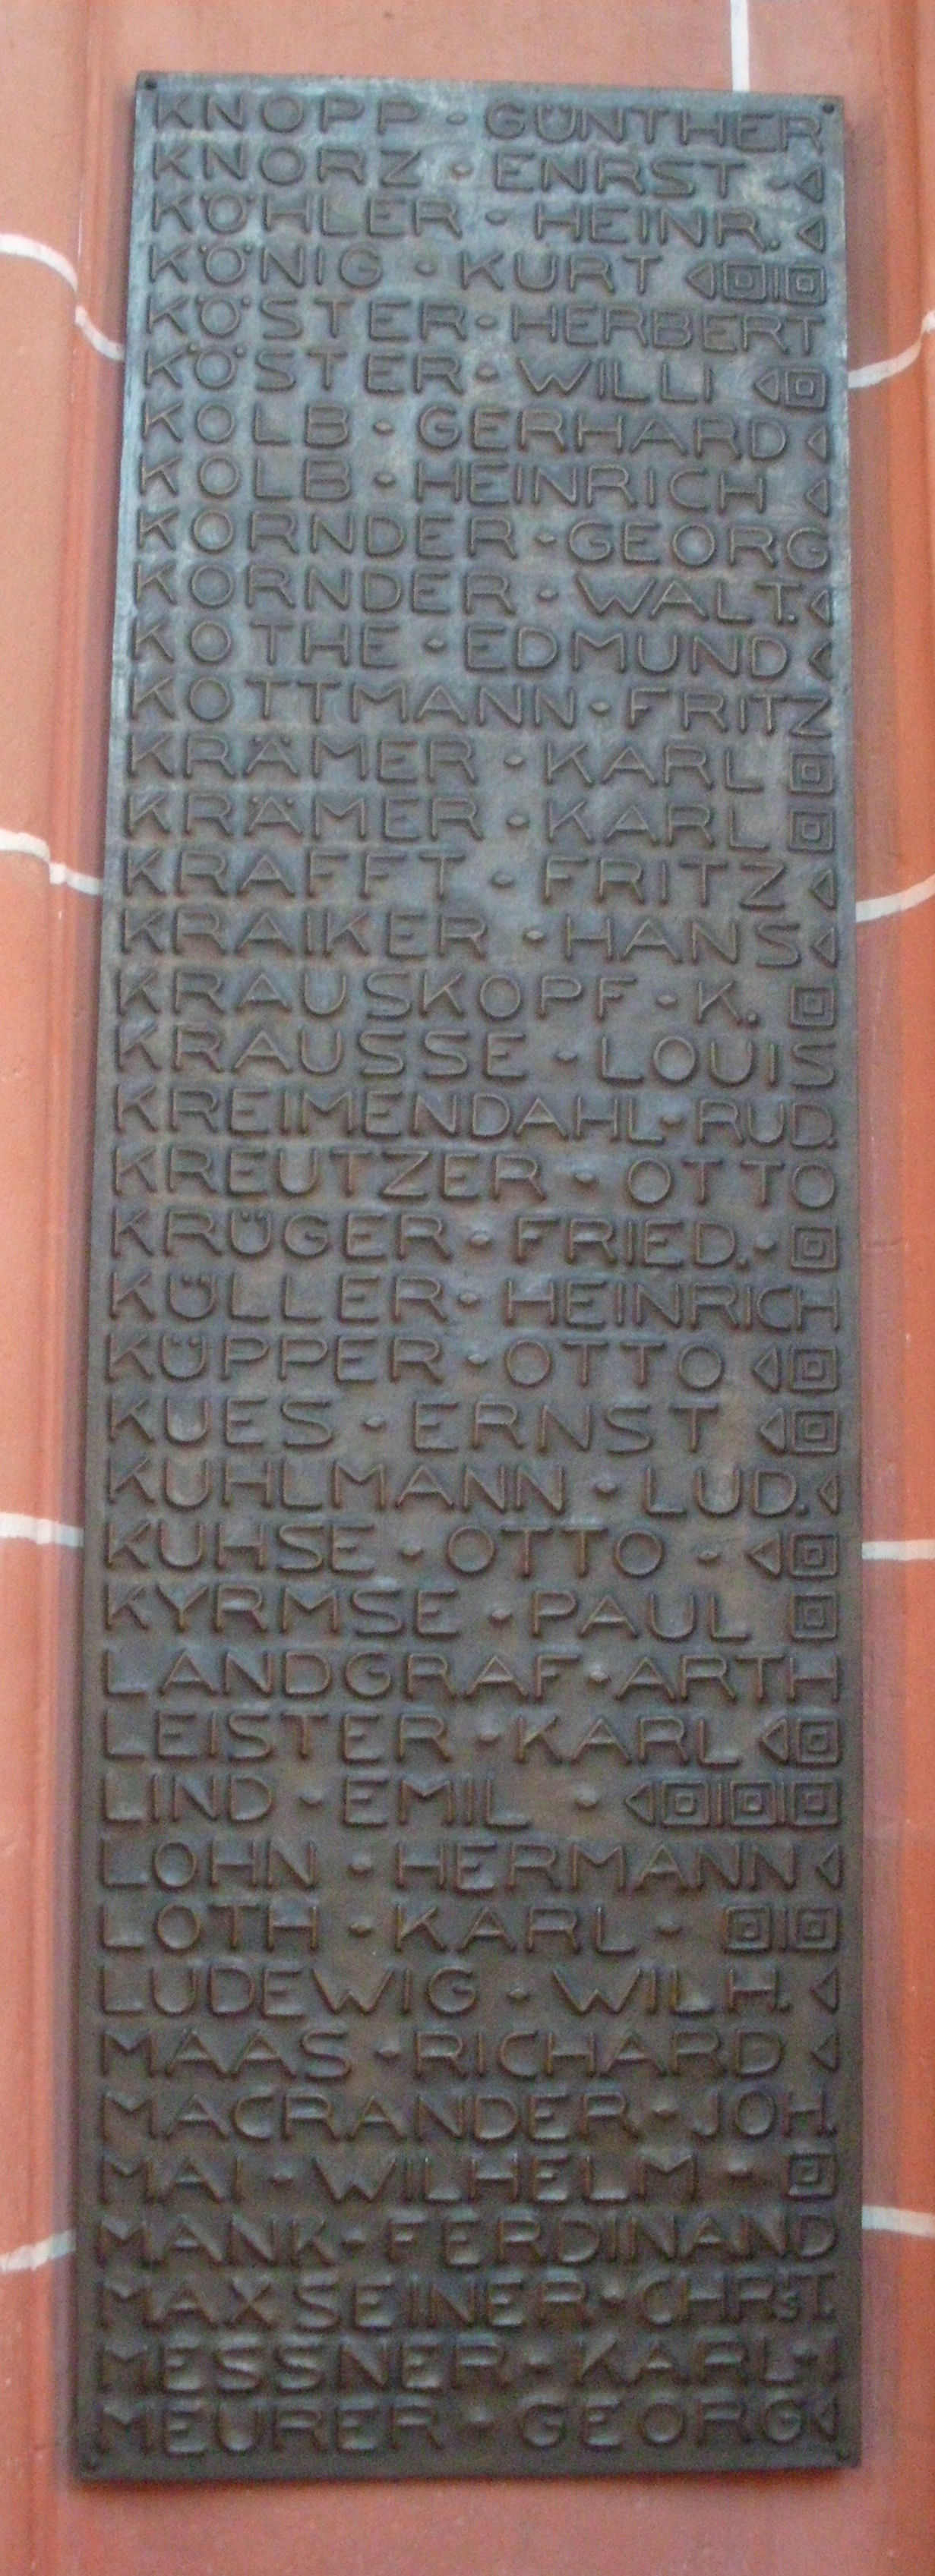 KNOPP · GÜNTHER
KNORZ · ENRST ·
KÖHLER · HEINR.
KÖNIG · KURT
KÖSTER · HERBERT
KÖSTER · WILLI
KOLB · GERHARD
KOLB · HEINRICH
KORNDER · GEORG
KORNDER · WALT.
KOTHE · EDMUND
KOTTMANN · FRITZ
KRÄMER · KARL
KRÄMER · KARL
KRAFFT · FRITZ
KRAIKER · HANS
KRAUSKOPF · K.
KRAUSSE · LOUIS
KREIMENDAHL · RUD.
KREUTZER · OTTO
KRÜGER · FRIED. ·
KÜLLER · HEINRICH
KÜPPER · OTTO
KUES · ERNST
KUHLMANN · LUD.
KUHSE · OTTO ·
KYRMSE · PAUL
LANDGRAF · ARTH
LEISTER · KARL
LIND · EMIL ·
LOHN · HERMANN
LOTH · KARL ·
LUDEWIG · WILH.
MAAS · RICHARD
MACRANDER · JOH.
MAI · WILHELM ·
MANK · FERDINAND
MAXSEINER · CHRST.
MESSNER · KARL · I
MEURER · GEORG